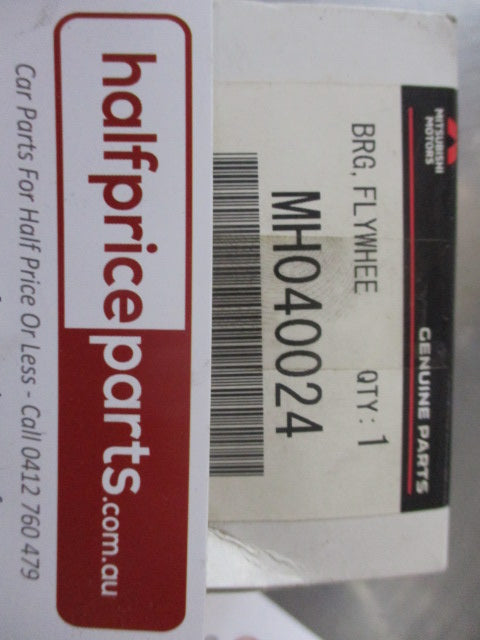 MITSUBISHI
MOTORS
GENUINE PARTS
BRG, FLYWHEE QTY: 1
MH040024
halfpriceparts.com.au
Car Parts For Half Price Or Less - Call 0412 760 479